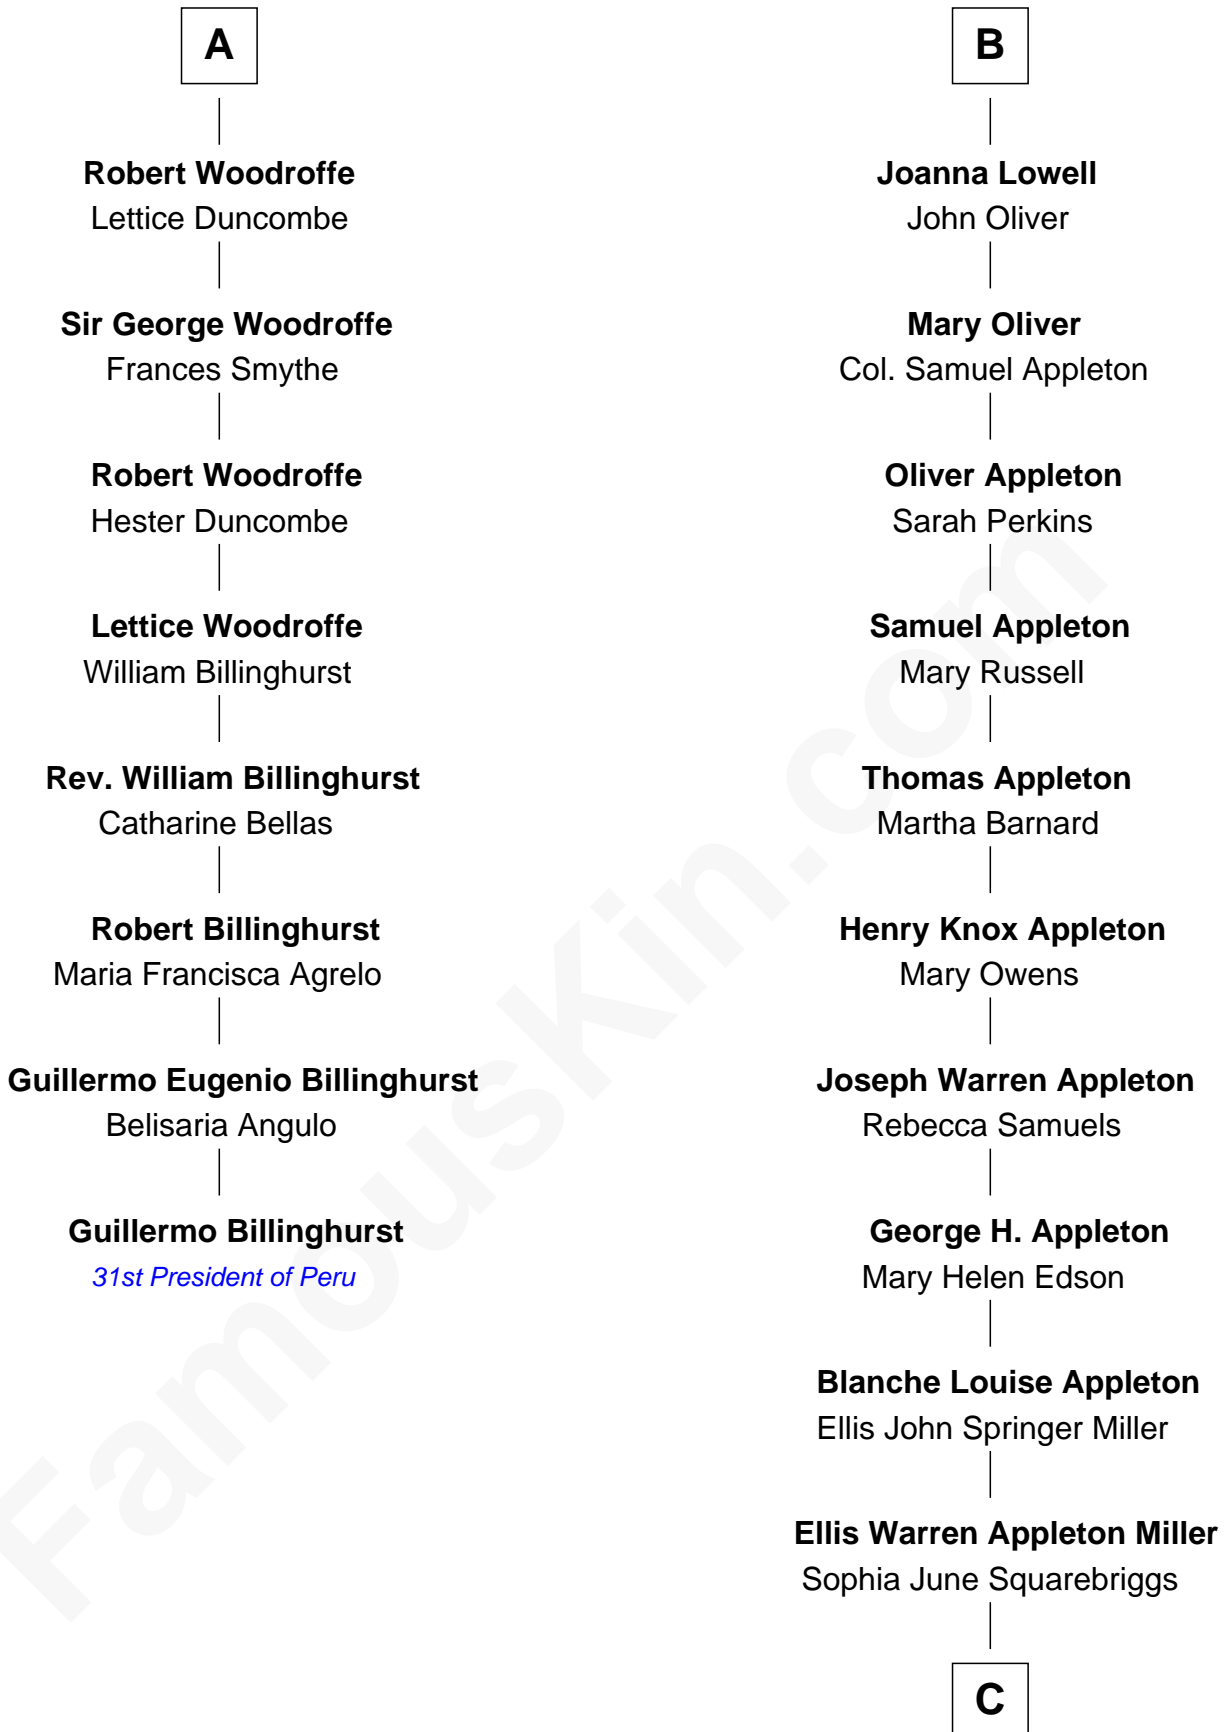 A
Robert Woodroffe
Lettice Duncombe
Sir George Woodroffe
Frances Smythe
Robert Woodroffe
Hester Duncombe
Lettice Woodroffe
William Billinghurst
Rev. William Billinghurst
Catharine Bellas
Robert Billinghurst
Maria Francisca Agrelo
Guillermo Eugenio Billinghurst
Belisaria Angulo
Guillermo Billinghurst
31st President of Peru
B
Joanna Lowell
John Oliver
Mary Oliver
Col. Samuel Appleton
Oliver Appleton
Sarah Perkins
Samuel Appleton
Mary Russell
Thomas Appleton
Martha Barnard
Henry Knox Appleton
Mary Owens
Joseph Warren Appleton
Rebecca Samuels
George H. Appleton
Mary Helen Edson
Blanche Louise Appleton
Ellis John Springer Miller
Ellis Warren Appleton Miller
Sophia June Squarebriggs
C
FamousKin.com